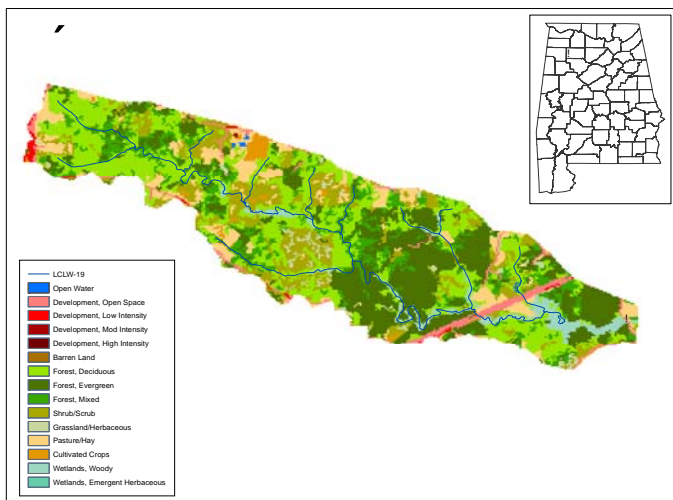 LCLW-19
Open Water
Development, Open Space
Development, Low Intensity
Development, Mod Intensity
Development, High Intensity
Barren Land
Forest, Deciduous
Forest, Evergreen
Forest, Mixed
Shrub/Scrub
Grassland/Herbaceous
Pasture/Hay
Cultivated Crops
Wetlands, Woody
Wetlands, Emergent Herbaceous